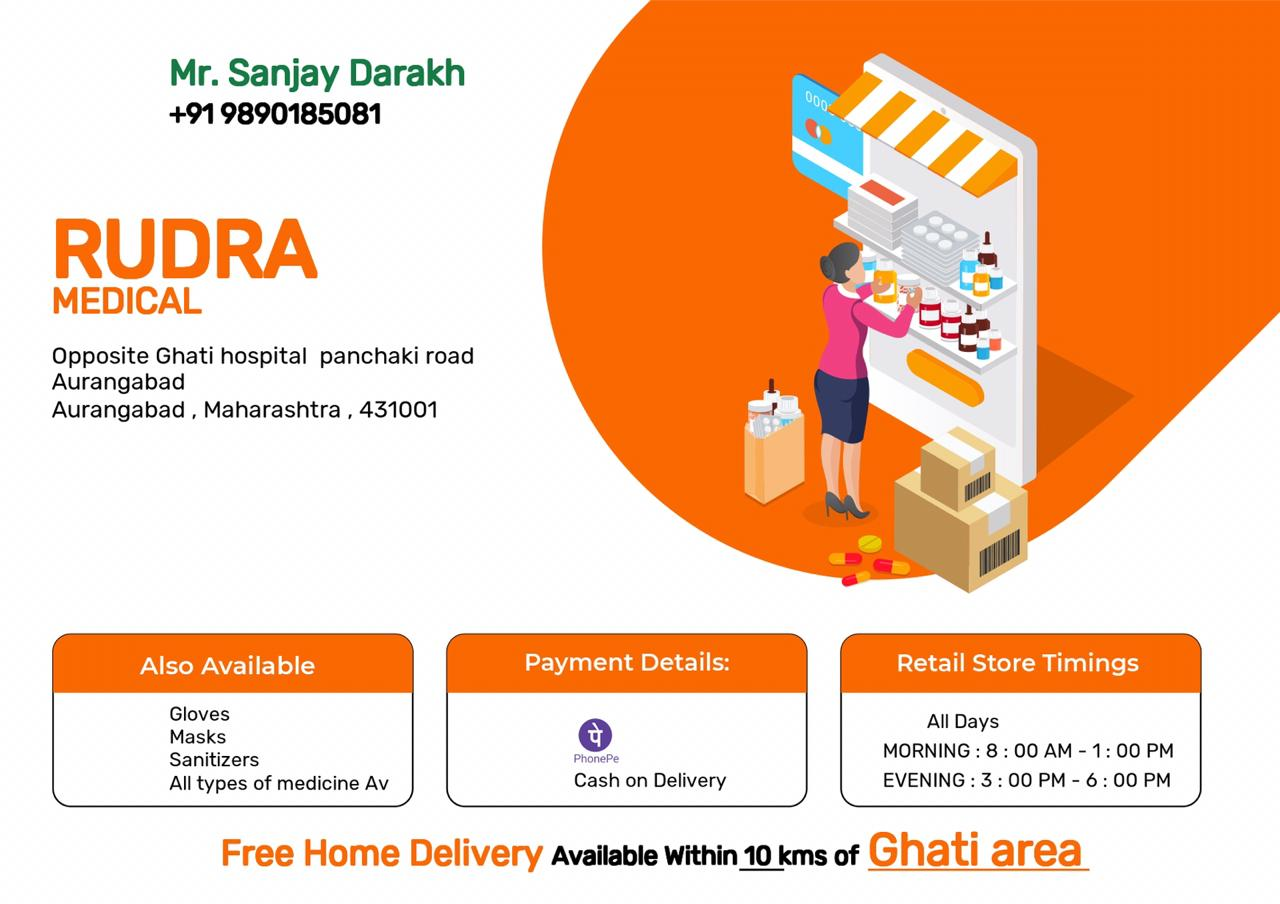 Mr. Sanjay Darakh
+91 9890185081
RUDRA
MEDICAL
Opposite Ghati hospital panchaki road
Aurangabad
Aurangabad , Maharashtra , 431001
000
Also Available
Gloves
Masks
Sanitizers
All types of medicine Av
Payment Details:
पे
PhonePe
Cash on Delivery
Retail Store Timings
All Days
MORNING : 8 : 00 AM - 1 : 00 PM
EVENING : 3 : 00 PM - 6 : 00 PM
Free Home Delivery Available Within 10 kms of Ghati area